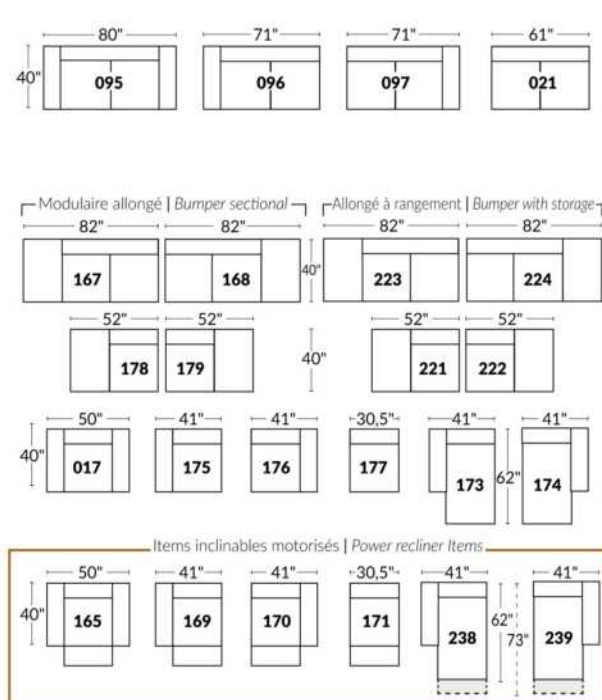 80" 71" 71" 61"
40" 095 096 097 021
Modulaire allongé | Bumper sectional Allongé à rangement | Bumper with storage
82" 82" 82" 82"
167 168 40" 223 224
52" 52" 52" 52"
178 179 40" 221 222
50" 41" 41" 30,5" 41" 41"
40" 017 175 176 177 173 62" 174
Items inclinables motorisés | Power recliner Items
50" 41" 41" 30,5" 41" 41"
40" 165 169 170 171 238 62" 73" 239